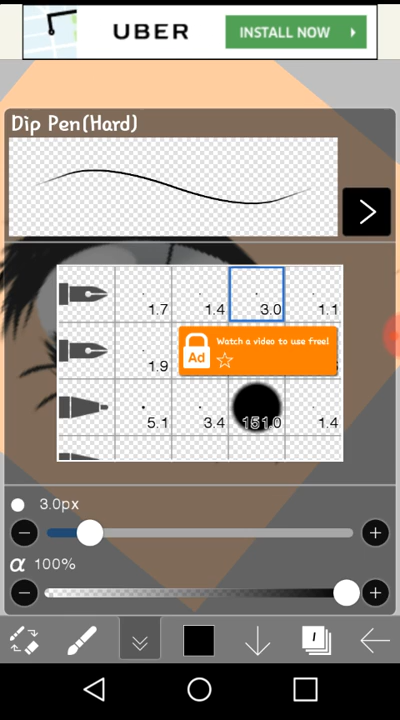 UBER
INSTALL NOW
Dip Pen(Hard)
1.7 1.4 3.0 1.1
1.9
Ad Watch a video to use free!
5.1 3.4 151.0 1.4
3.0px
α 100%
1